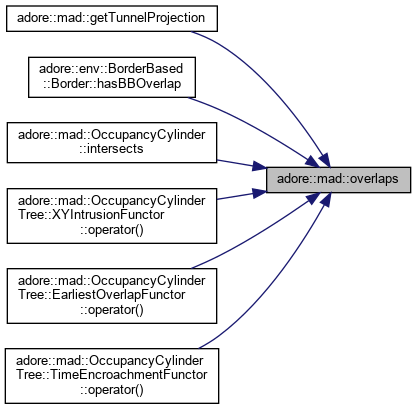 adore::mad::getTunnelProjection
adore::env::BorderBased
::Border::hasBBOverlap
adore::mad::OccupancyCylinder
::intersects
adore::mad::overlaps
adore::mad::OccupancyCylinder
Tree::XYIntrusionFunctor
::operator()
adore::mad::OccupancyCylinder
Tree::EarliestOverlapFunctor
::operator()
adore::mad::OccupancyCylinder
Tree::TimeEncroachmentFunctor
::operator()